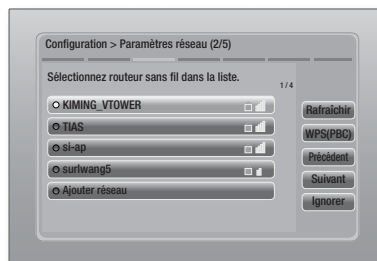 Configuration > Paramètres réseau (2/5)
Sélectionnez routeur sans fil dans la liste.
1/4
KIMING_VTOWER
TIAS
si-ap
surlwang5
Ajouter réseau
Rafraîchir
WPS(PBC)
Précédent
Suivant
Ignorer